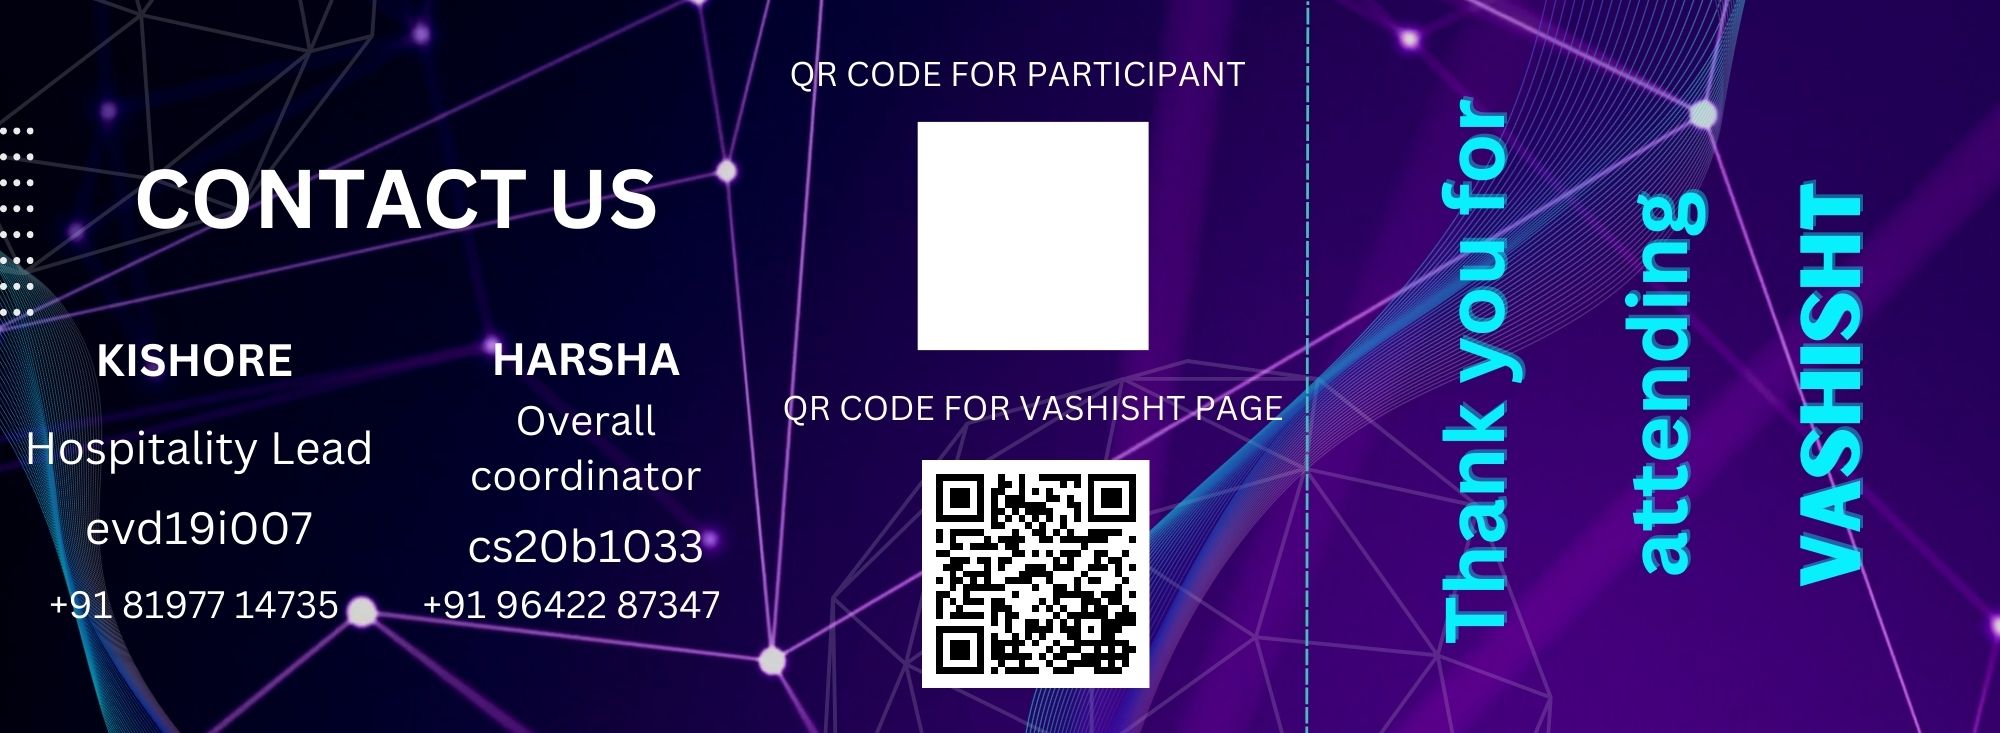 CONTACT US
KISHORE
Hospitality Lead
evd19i007
+91 81977 14735
HARSHA
Overall
coordinator
cs20b1033
+91 96422 87347
QR CODE FOR PARTICIPANT
QR CODE FOR VASHISHT PAGE
Thank you for
attending
VASHISHT